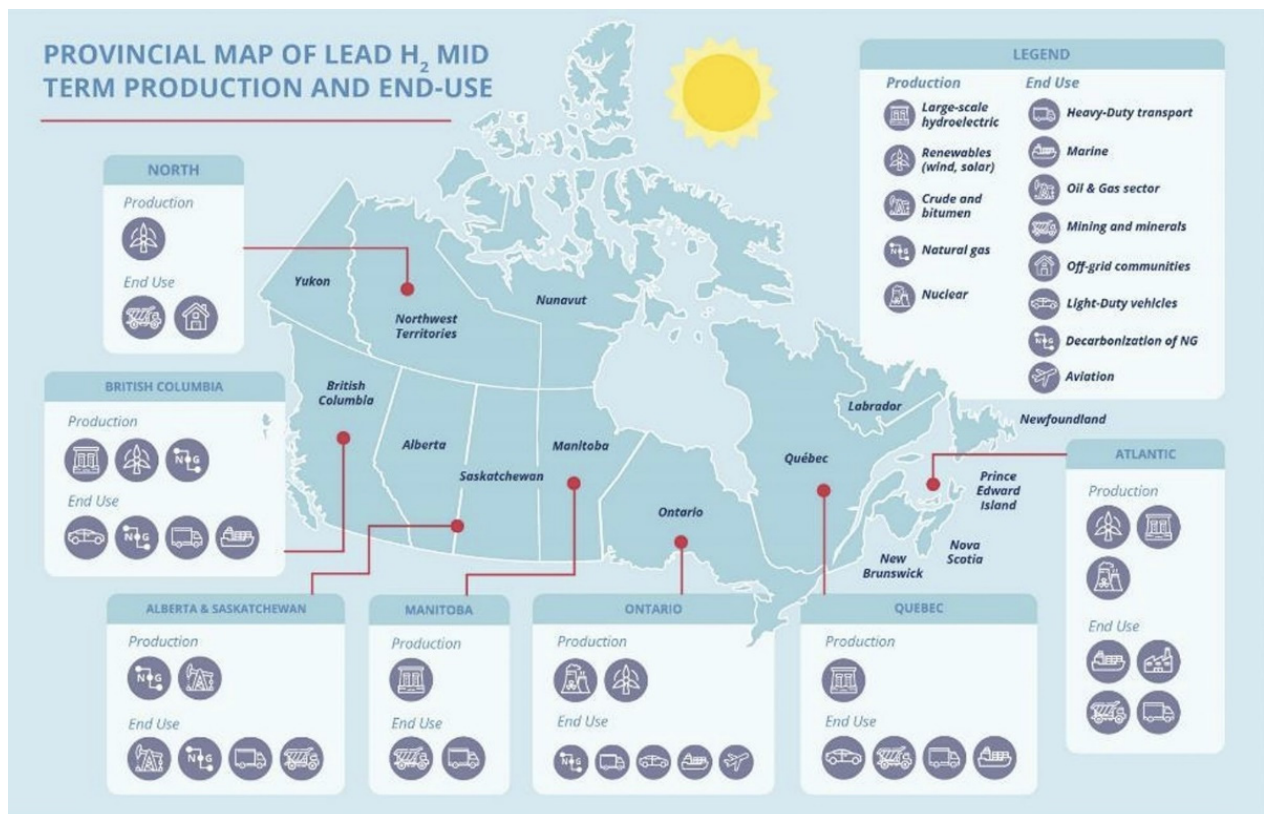 PROVINCIAL MAP OF LEAD H₂ MID
TERM PRODUCTION AND END-USE
LEGEND
Production
Large-scale
hydroelectric
Renewables
(wind, solar)
Crude and
bitumen
Natural gas
Nuclear
End Use
Heavy-Duty transport
Marine
Oil & Gas sector
Mining and minerals
Off-grid communities
Light-Duty vehicles
N G
Decarbonization of NG
Aviation
N G
NORTH
Production
End Use
Yukon
Northwest
Territories
Nunavut
British
Columbia
Alberta
Saskatchewan
Manitoba
Ontario
Québec
Labrador
Newfoundland
Prince
Edward
Island
Nova
Scotia
New
Brunswick
BRITISH COLUMBIA
Production
N G
End Use
N G
ATLANTIC
Production
End Use
ALBERTA & SASKATCHEWAN
Production
N G
End Use
N G
MANITOBA
Production
End Use
ONTARIO
Production
End Use
N G
QUEBEC
Production
End Use